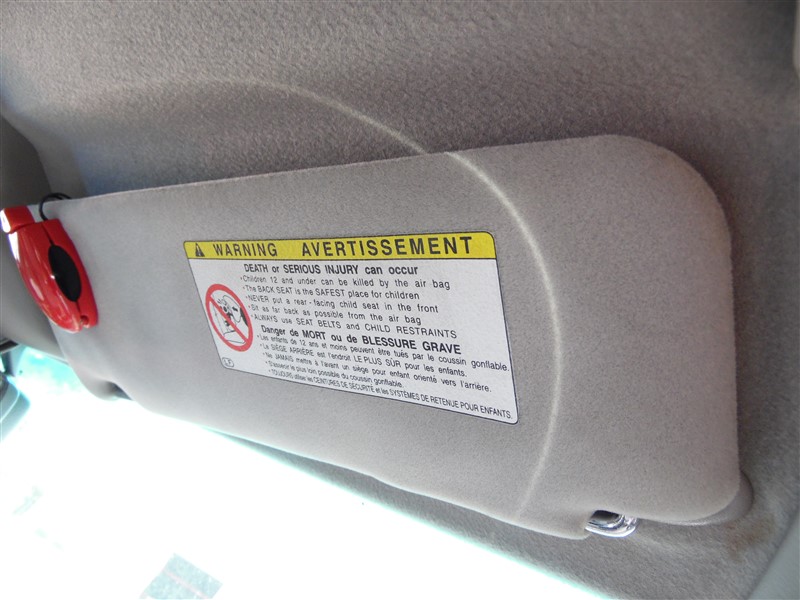 WARNING AVERTISSEMENT
DEATH or SERIOUS INJURY can occur
•Children 12 and under can be killed by the air bag
•The BACK SEAT is the SAFEST place for children
•NEVER put a rear-facing child seat in the front
•Sit as far back as possible from the air bag
•ALWAYS use SEAT BELTS and CHILD RESTRAINTS
Danger de MORT ou de BLESSURE GRAVE
•Les enfants de 12 ans et moins peuvent être tués par le coussin gonflable.
•Le SIÈGE ARRIÈRE est l'endroit LE PLUS SÛR pour les enfants.
•Ne JAMAIS mettre à l'avant un siège pour enfant orienté vers l'arrière.
•S'asseoir le plus loin possible du coussin gonflable.
•TOUJOURS utiliser les CEINTURES DE SÉCURITÉ et les SYSTÈMES DE RETENUE POUR ENFANTS.